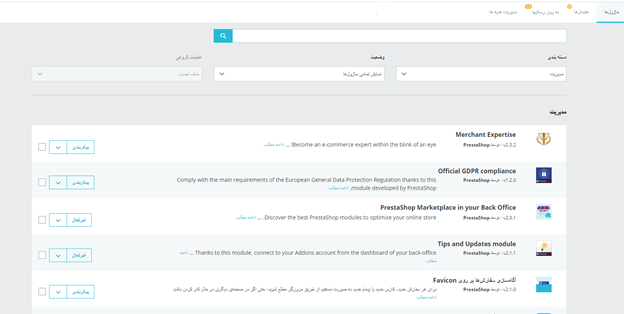 ماژول‌ها
هشدارها
به روز رسانیها
مدیریت همه ها
دسته بندی
وضعیت
عملیات گروهی
مدیریت
نمایش تمامی ماژول‌ها
حذف نصب
مدیریت
Merchant Expertise
v2.3.2 - توسط PrestaShop
Become an e-commerce expert within the blink of an eye! ... ادامه مطلب
پیکربندی
Official GDPR compliance
v1.2.0 - توسط PrestaShop
Comply with the main requirements of the European General Data Protection Regulation thanks to this
module developed by PrestaShop. ادامه مطلب
پیکربندی
PrestaShop Marketplace in your Back Office
v2.0.1 - توسط PrestaShop
Discover the best PrestaShop modules to optimize your online store. ... ادامه مطلب
غیرفعال
Tips and Updates module
v2.1.1 - توسط PrestaShop
Thanks to this module, connect to your Addons account from the dashboard of your back-office ... ادامه
مطلب
غیرفعال
آگاه‌سازی سفارش‌ها بر روی Favicon
v2.1.0 - توسط PrestaShop
برای هر سفارش جدید، کاربر جدید یا پیام جدید به صورت مستقیم از طریق مرورگر مطلع شوید، حتی اگر در صفحه‌ی دیگری در حال کار کردن باشید
ادامه مطلب
پیکربندی